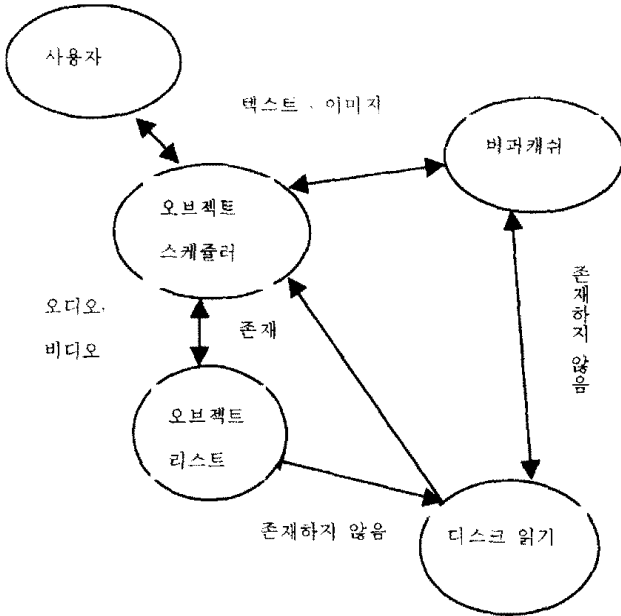 사용자
텍스트 · 이미지
버퍼캐쉬
오브젝트
스케쥴러
오디오·
비디오
존재
존재하지 않음
오브젝트
리스트
존재하지 않음
디스크 읽기